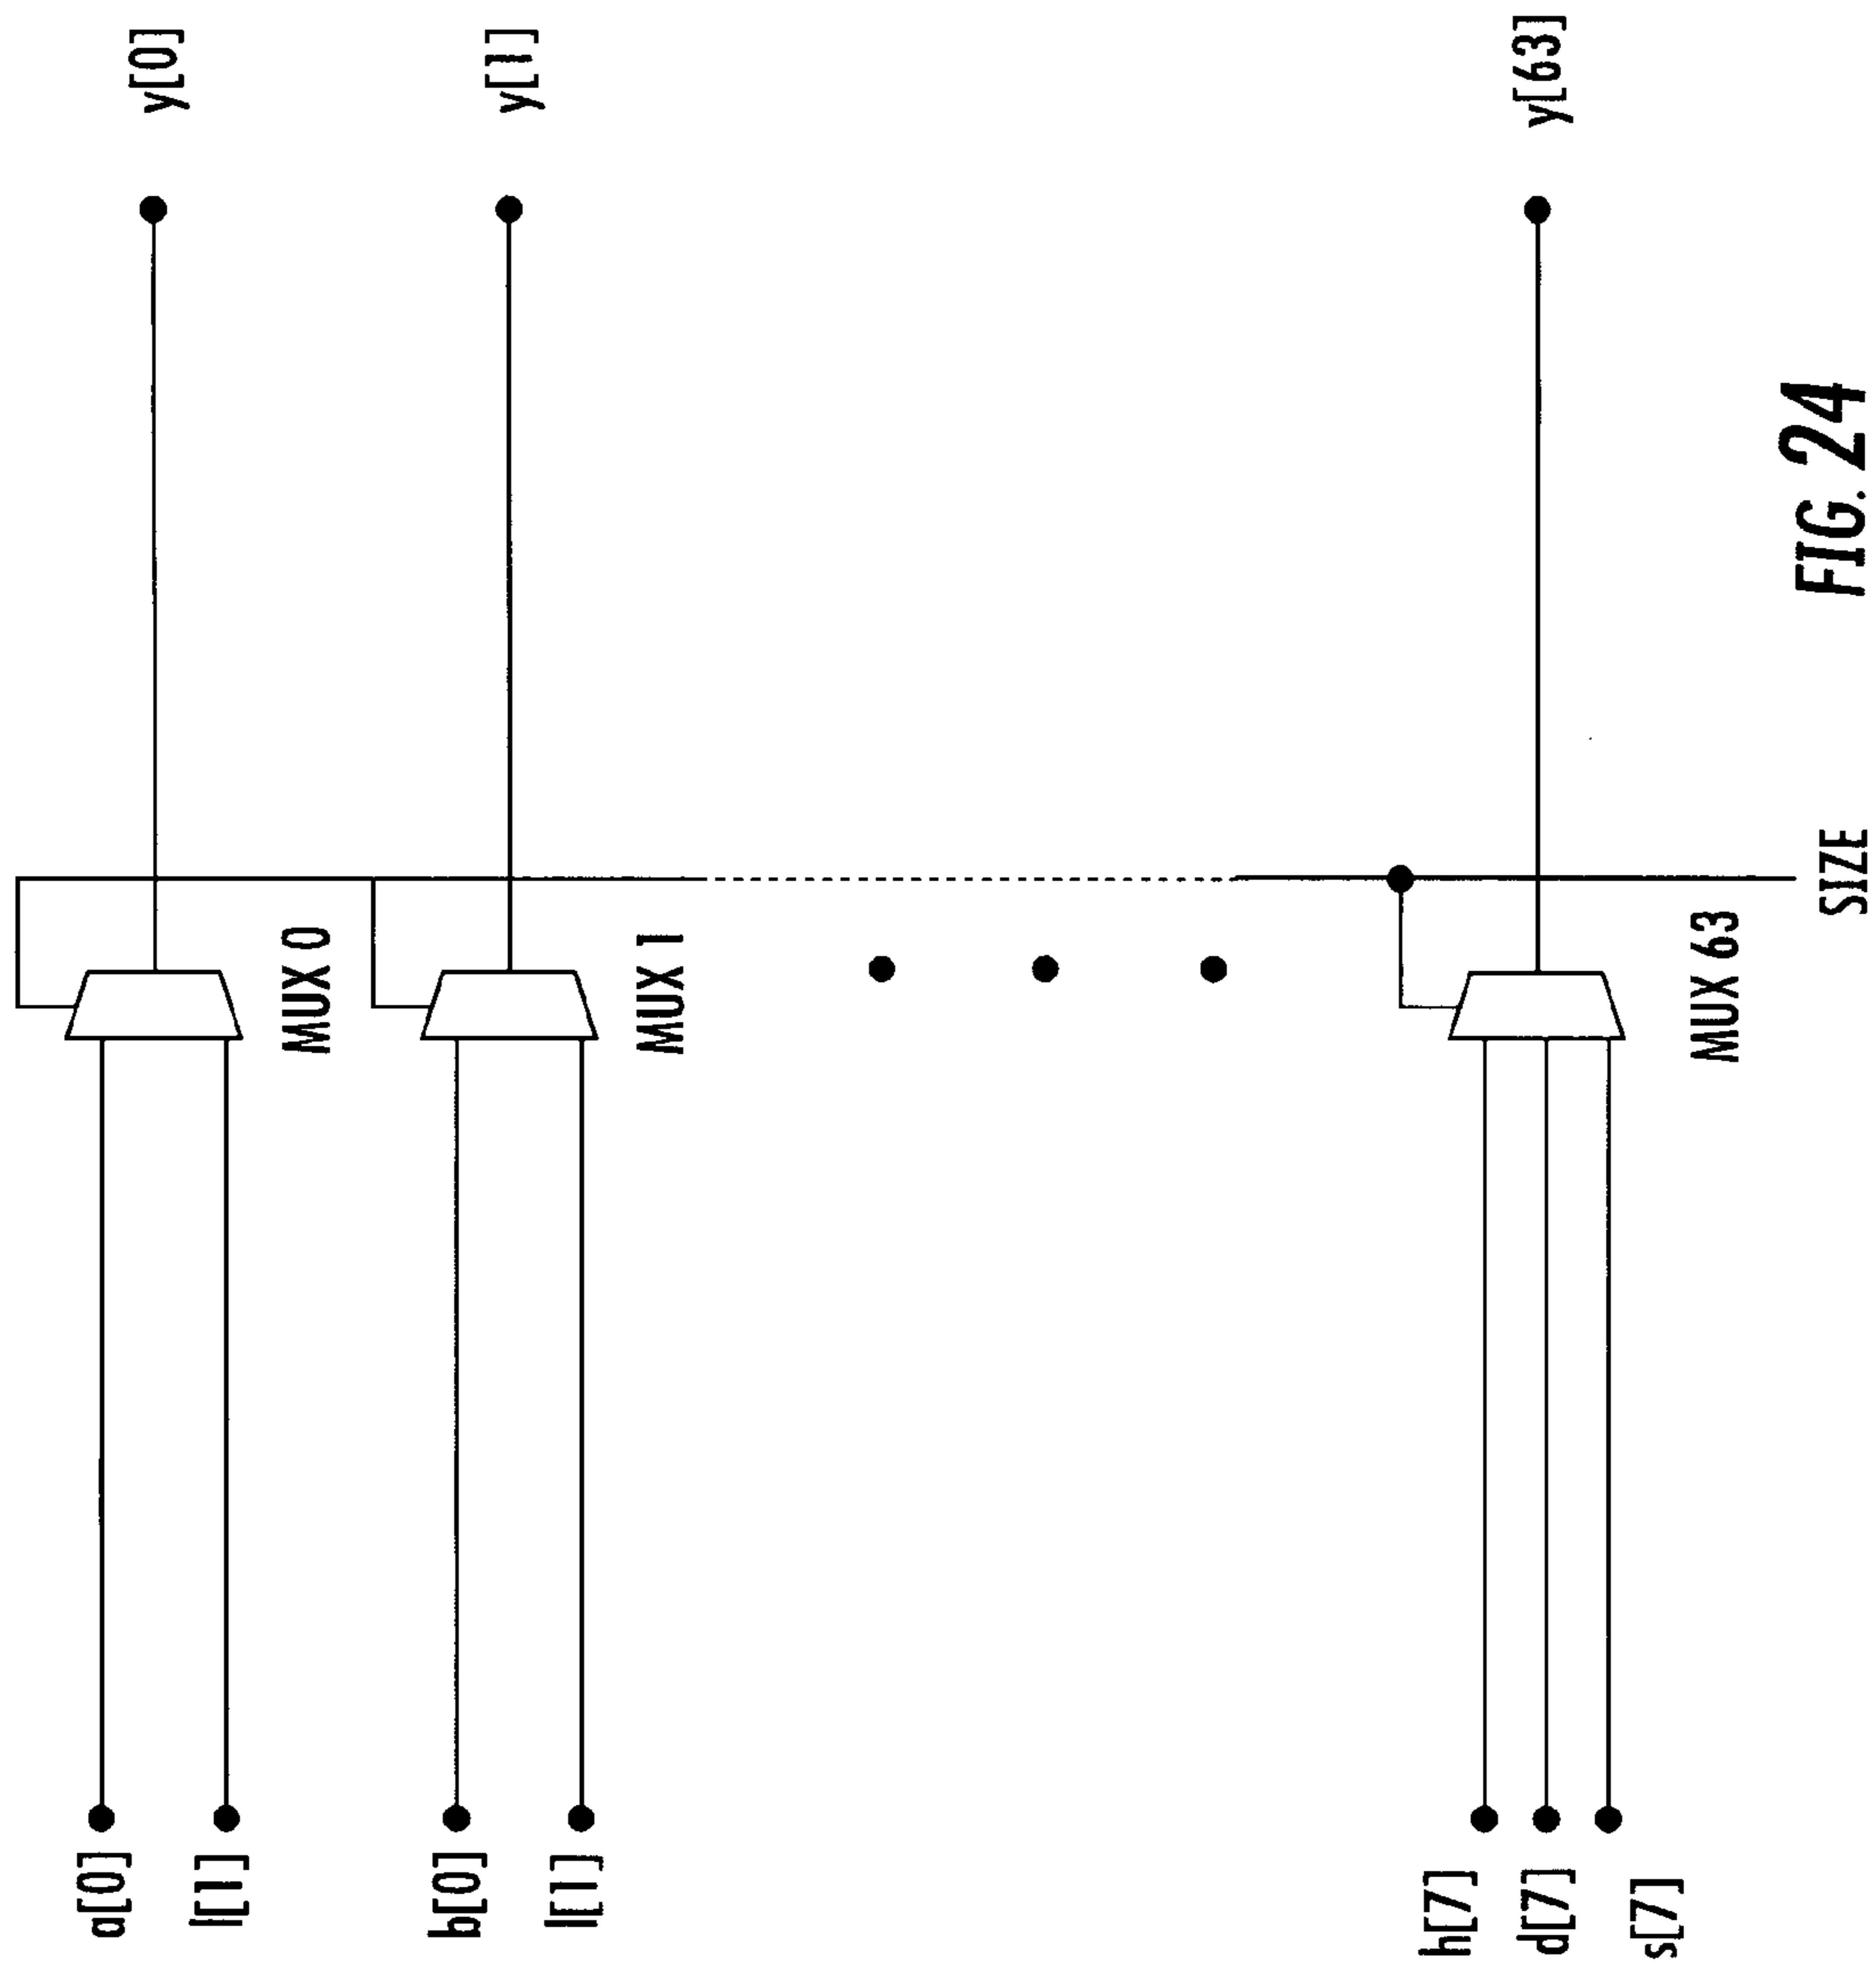 a[0]
l[1]
MUX 0
y[0]
b[0]
l[1]
MUX 1
y[1]
h[7]
d[7]
s[7]
MUX 63
y[63]
SIZE
FIG. 24